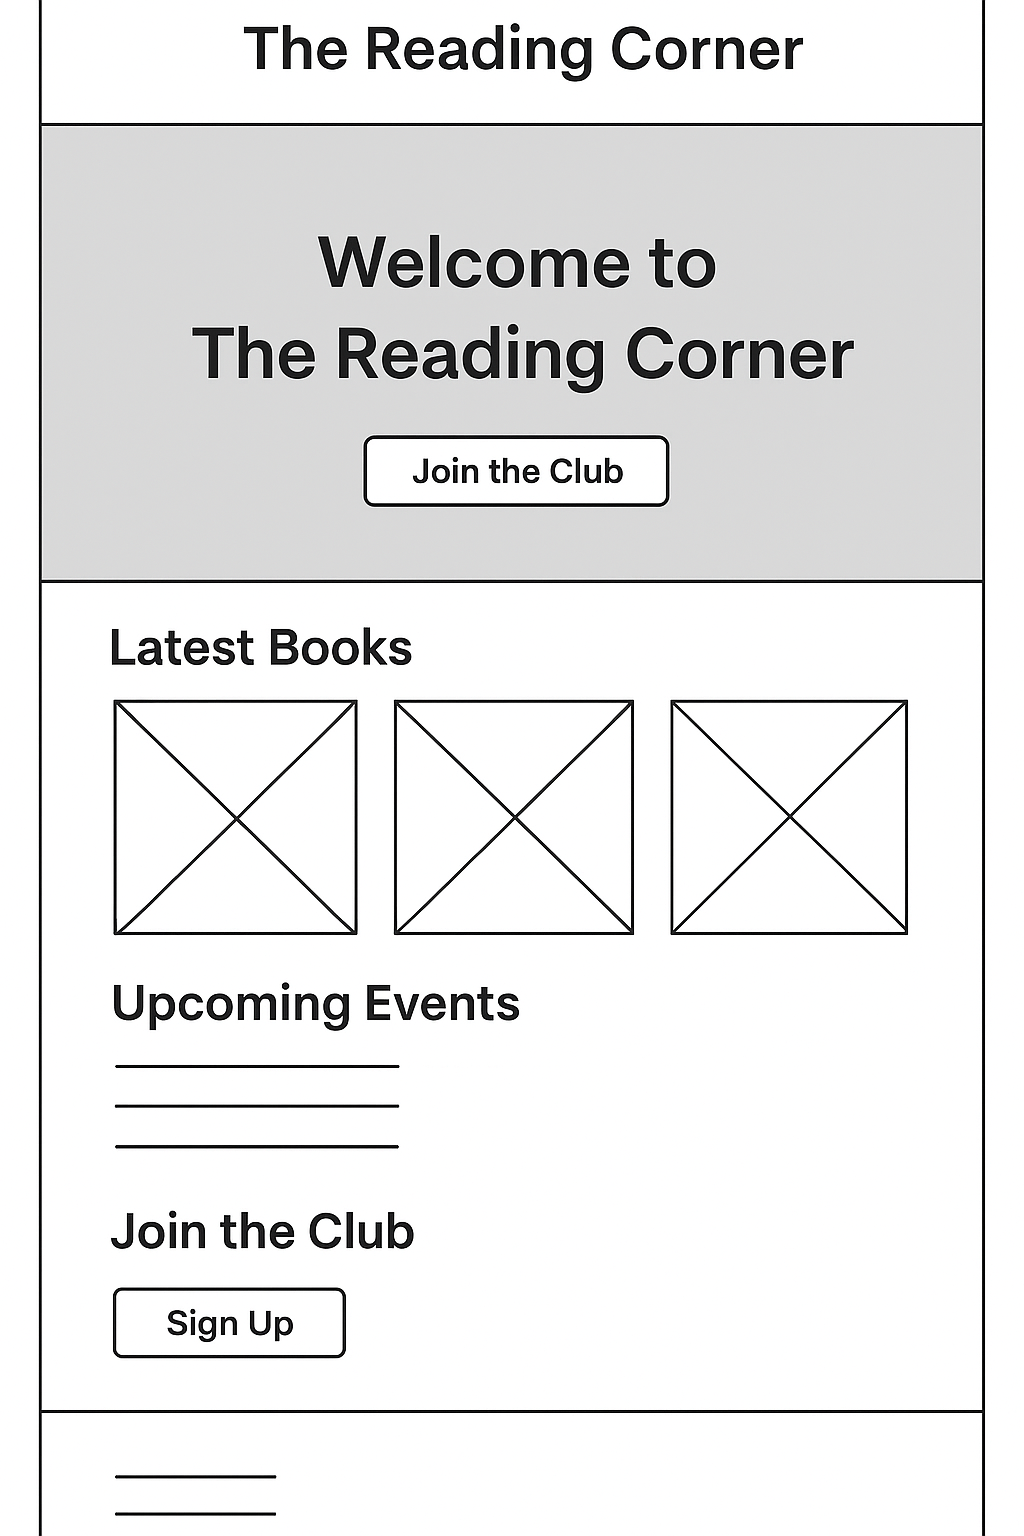 The Reading Corner
Welcome to
The Reading Corner
Join the Club
Latest Books
Upcoming Events
Join the Club
Sign Up